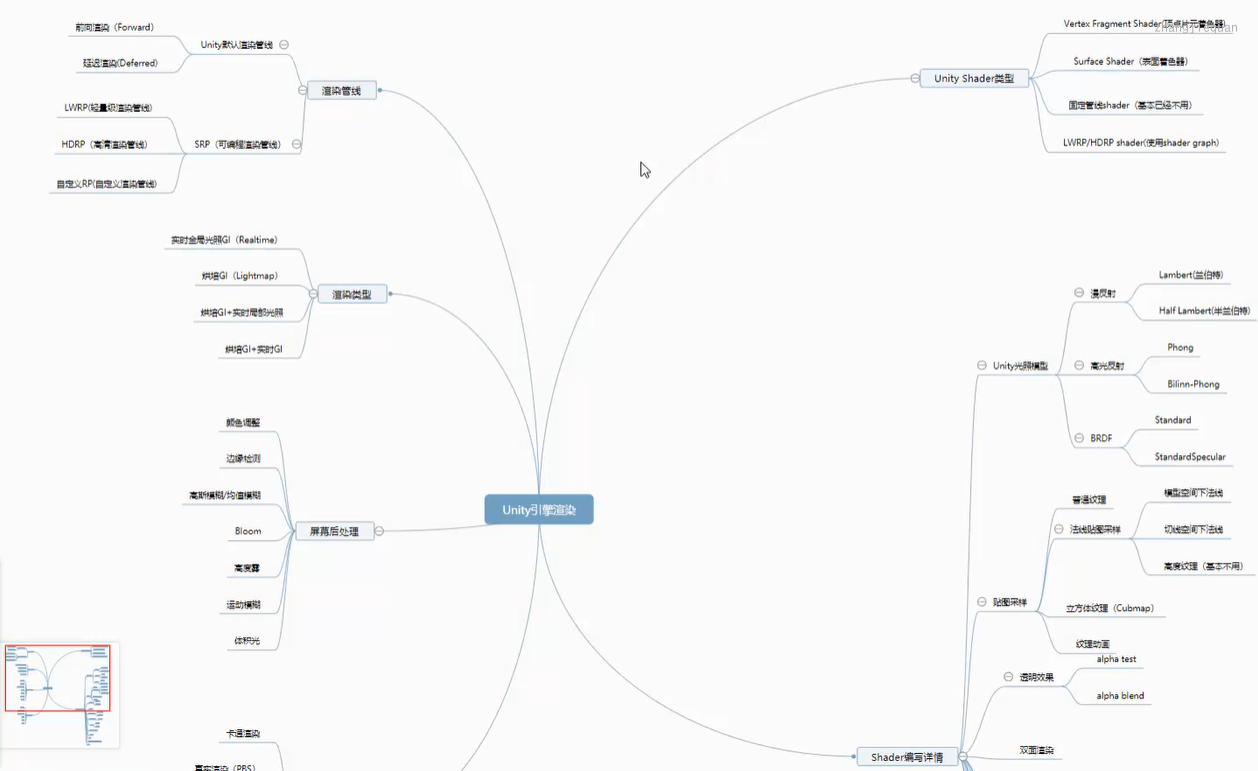 前向渲染（Forward）
Unity默认渲染管线
延迟渲染(Deferred)
渲染管线
LWRP(轻量级渲染管线)
HDRP（高清渲染管线）
SRP（可编程渲染管线）
自定义RP(自定义渲染管线)
实时全局光照GI（Realtime）
烘培GI（Lightmap）
渲染类型
烘培GI+实时局部光照
烘培GI+实时GI
颜色调整
边缘检测
高斯模糊/均值模糊
Bloom
屏幕后处理
高度雾
运动模糊
体积光
卡通渲染
真实渲染（PBS）
Unity引擎渲染
Vertex Fragment Shader(顶点片元着色器)
zhangjiequan
Surface Shader（表面着色器）
Unity Shader类型
固定管线shader（基本已经不用）
LWRP/HDRP shader(使用shader graph)
Lambert(兰伯特)
漫反射
Half Lambert(半兰伯特)
Phong
Unity光照模型
高光反射
Bilinn-Phong
Standard
BRDF
StandardSpecular
普通纹理
模型空间下法线
法线贴图采样
切线空间下法线
高度纹理（基本不用）
贴图采样
立方体纹理（Cubmap）
纹理动画
alpha test
透明效果
alpha blend
双面渲染
Shader编写详情